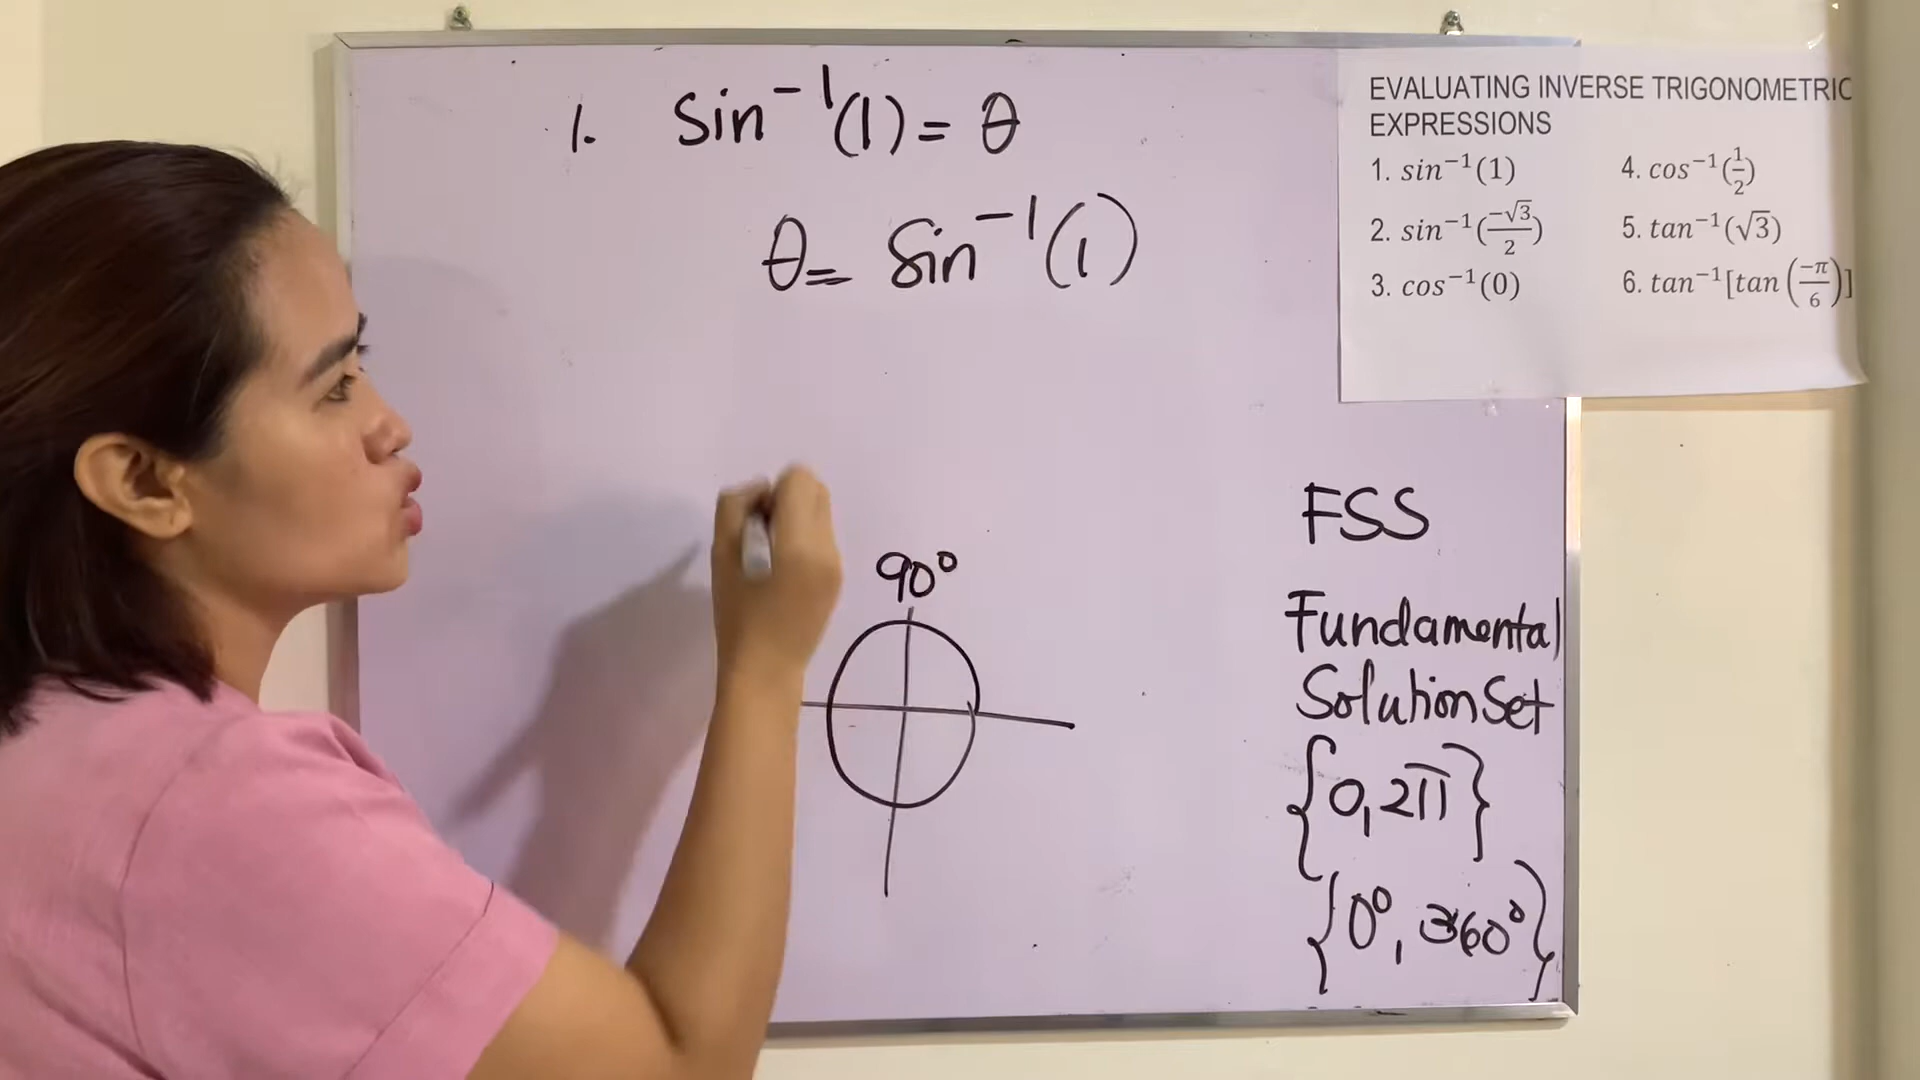 1. Sin⁻¹(1) = θ
θ = Sin⁻¹(1)
90°
FSS
Fundamental
Solution Set
{0, 2π}
{0°, 360°}
EVALUATING INVERSE TRIGONOMETRIC
EXPRESSIONS
1. sin⁻¹(1)
2. sin⁻¹(-√3/2)
3. cos⁻¹(0)
4. cos⁻¹(1/2)
5. tan⁻¹(√3)
6. tan⁻¹[tan(-π/6)]